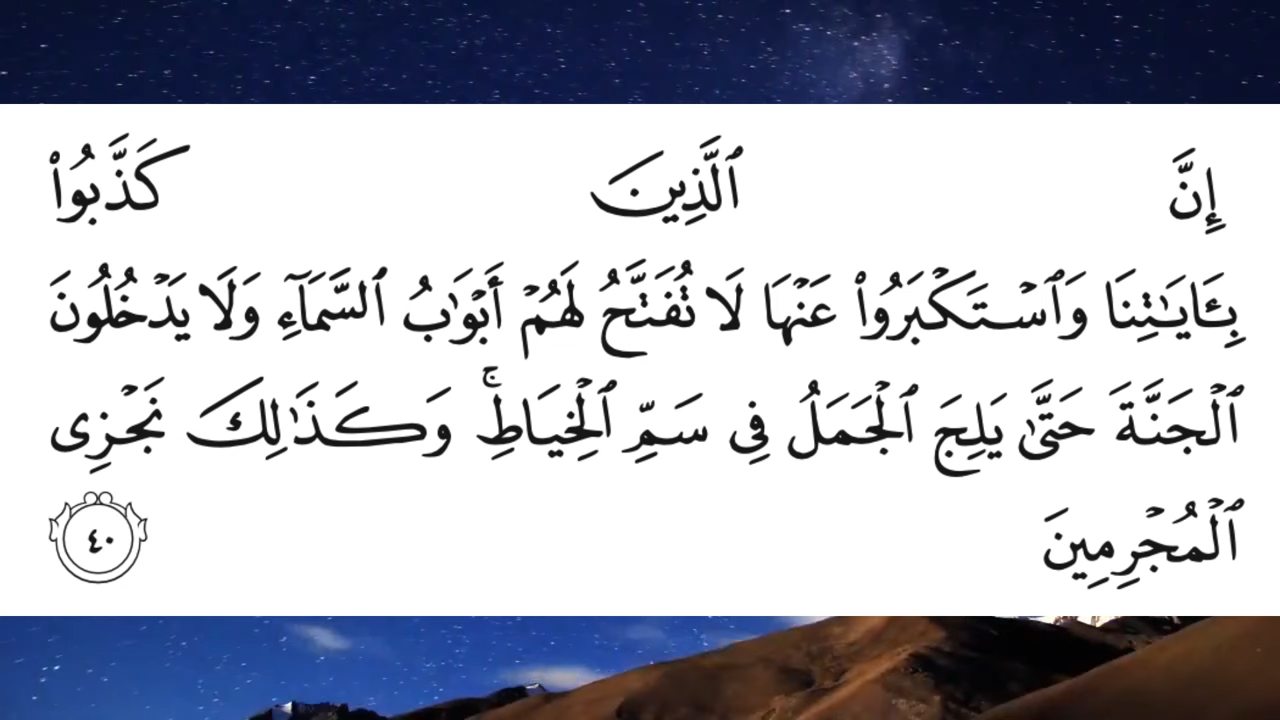 إِنَّ ٱلَّذِينَ كَذَّبُوا۟
بِـَٔايَـٰتِنَا وَٱسْتَكْبَرُوا۟ عَنْهَا لَا تُفَتَّحُ لَهُمْ أَبْوَٰبُ ٱلسَّمَآءِ وَلَا يَدْخُلُونَ
ٱلْجَنَّةَ حَتَّىٰ يَلِجَ ٱلْجَمَلُ فِى سَمِّ ٱلْخِيَاطِ ۚ وَكَذَٰلِكَ نَجْزِى
ٱلْمُجْرِمِينَ ٤٠